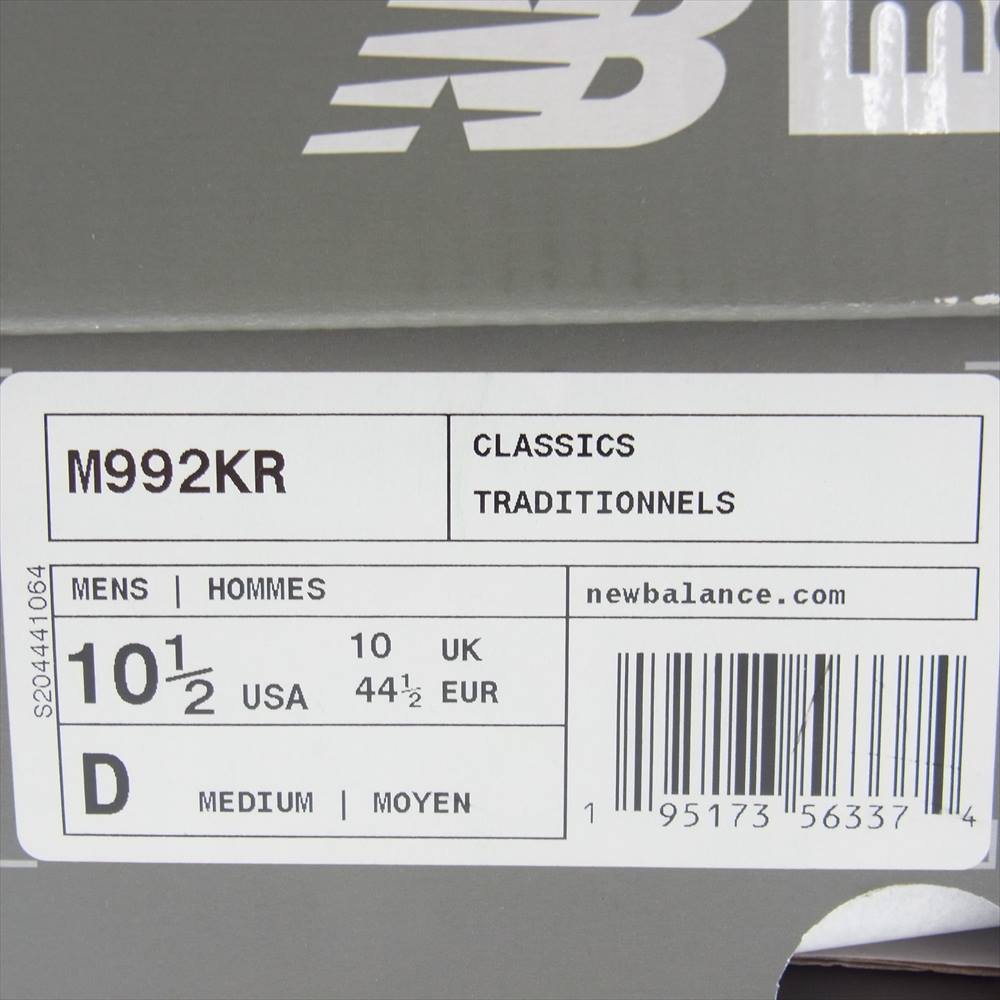 NB
M992KR
CLASSICS
TRADITIONNELS
S204441064
MENS | HOMMES
newbalance.com
10½ USA
10 UK
44½ EUR
D
MEDIUM | MOYEN
1 95173 56337 4